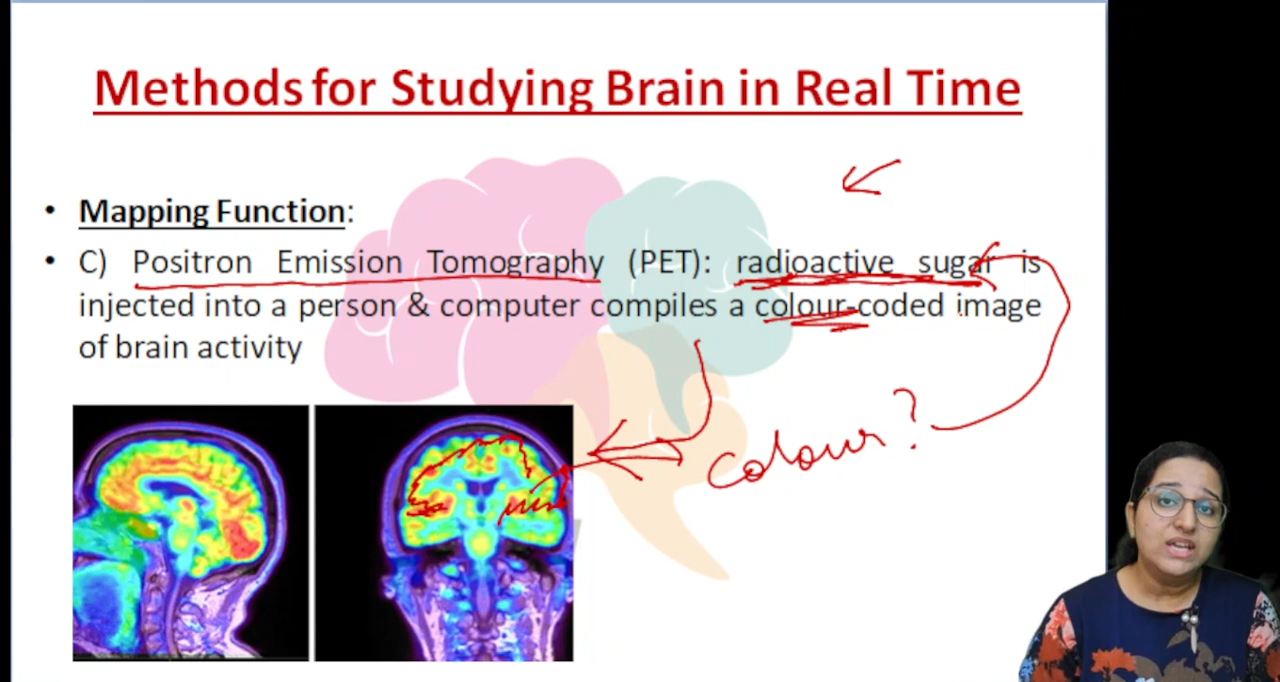 Methods for Studying Brain in Real Time
• Mapping Function:
• C) Positron Emission Tomography (PET): radioactive sugar is
injected into a person & computer compiles a colour-coded image
of brain activity
colour?